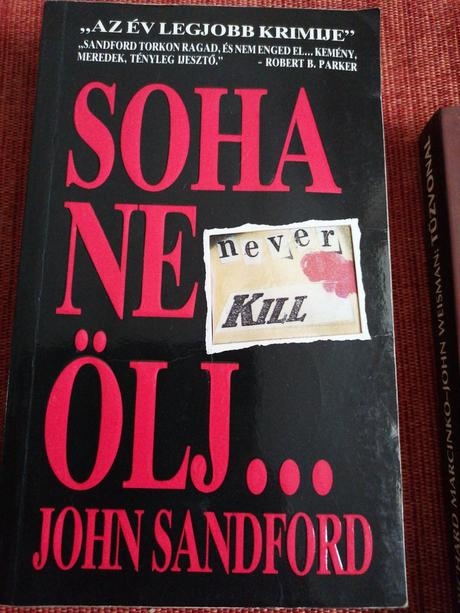 „AZ ÉV LEGJOBB KRIMIJE”
„SANDFORD TORKON RAGAD, ÉS NEM ENGED EL... KEMÉNY,
MEREDEK, TÉNYLEG IJESZTŐ.” - ROBERT B. PARKER
SOHA
NE
never
KILL
ÖLJ...
JOHN SANDFORD
MARCINKO–JOHN WEISMAN: TŰZVONAL